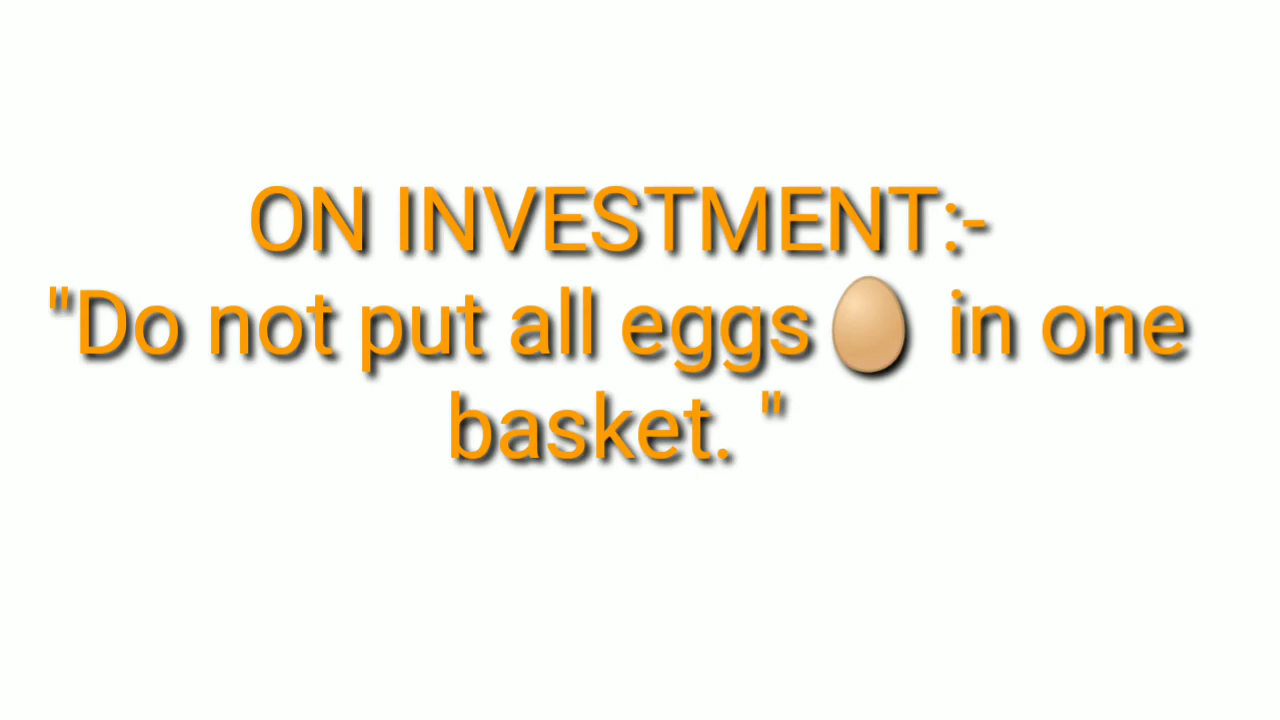 ON INVESTMENT:-
"Do not put all eggs🥚 in one
basket. "